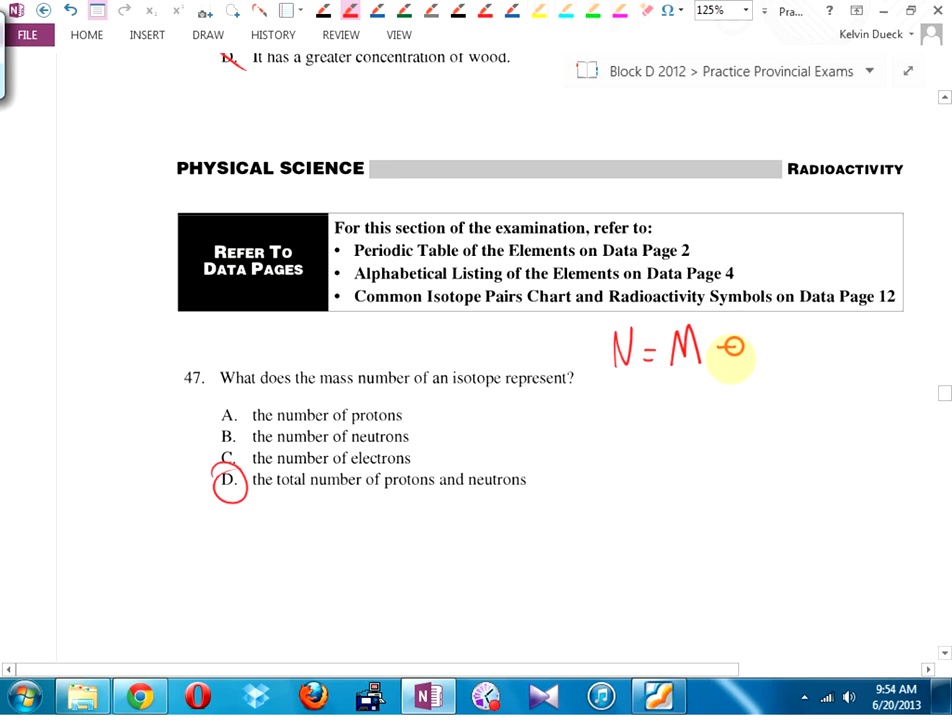 125%
Pra...
?
FILE
HOME
INSERT
DRAW
HISTORY
REVIEW
VIEW
Kelvin Dueck
D. It has a greater concentration of wood.
Block D 2012 > Practice Provincial Exams
PHYSICAL SCIENCE
RADIOACTIVITY
REFER TO
DATA PAGES
For this section of the examination, refer to:
• Periodic Table of the Elements on Data Page 2
• Alphabetical Listing of the Elements on Data Page 4
• Common Isotope Pairs Chart and Radioactivity Symbols on Data Page 12
N = M -
47. What does the mass number of an isotope represent?
A. the number of protons
B. the number of neutrons
C. the number of electrons
D. the total number of protons and neutrons
9:54 AM
6/20/2013